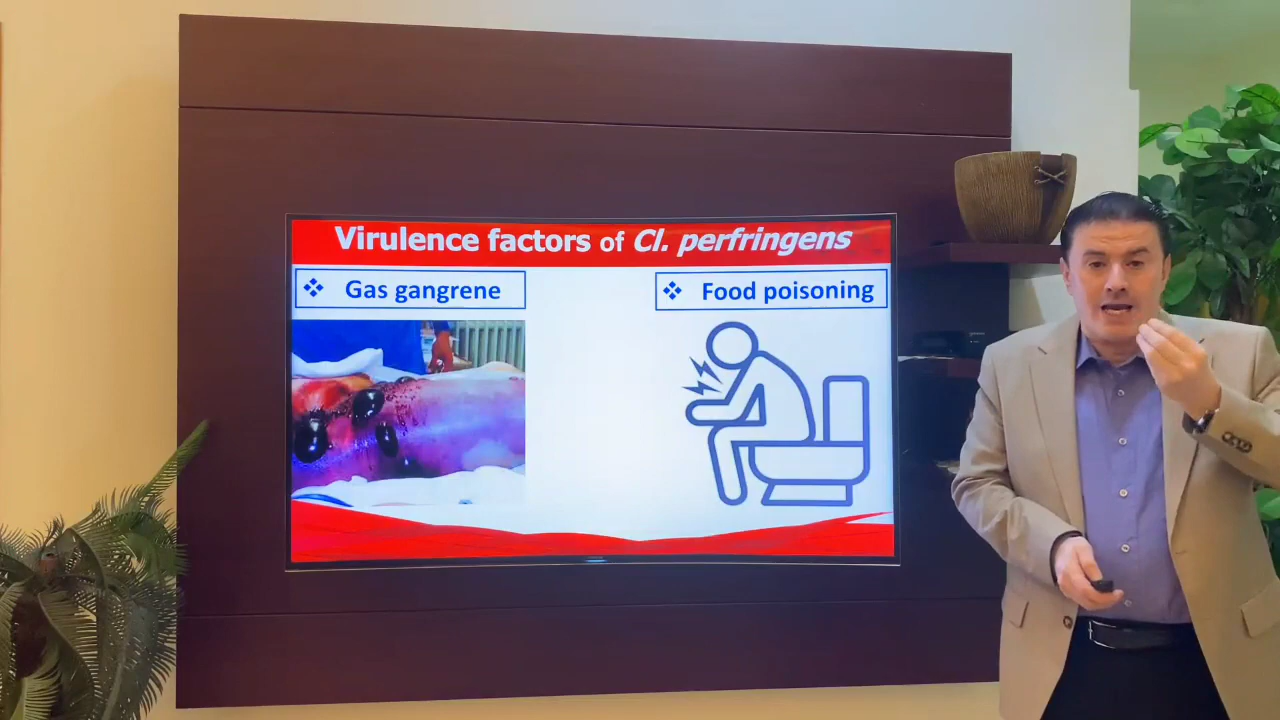 Virulence factors of Cl. perfringens
❖ Gas gangrene
❖ Food poisoning